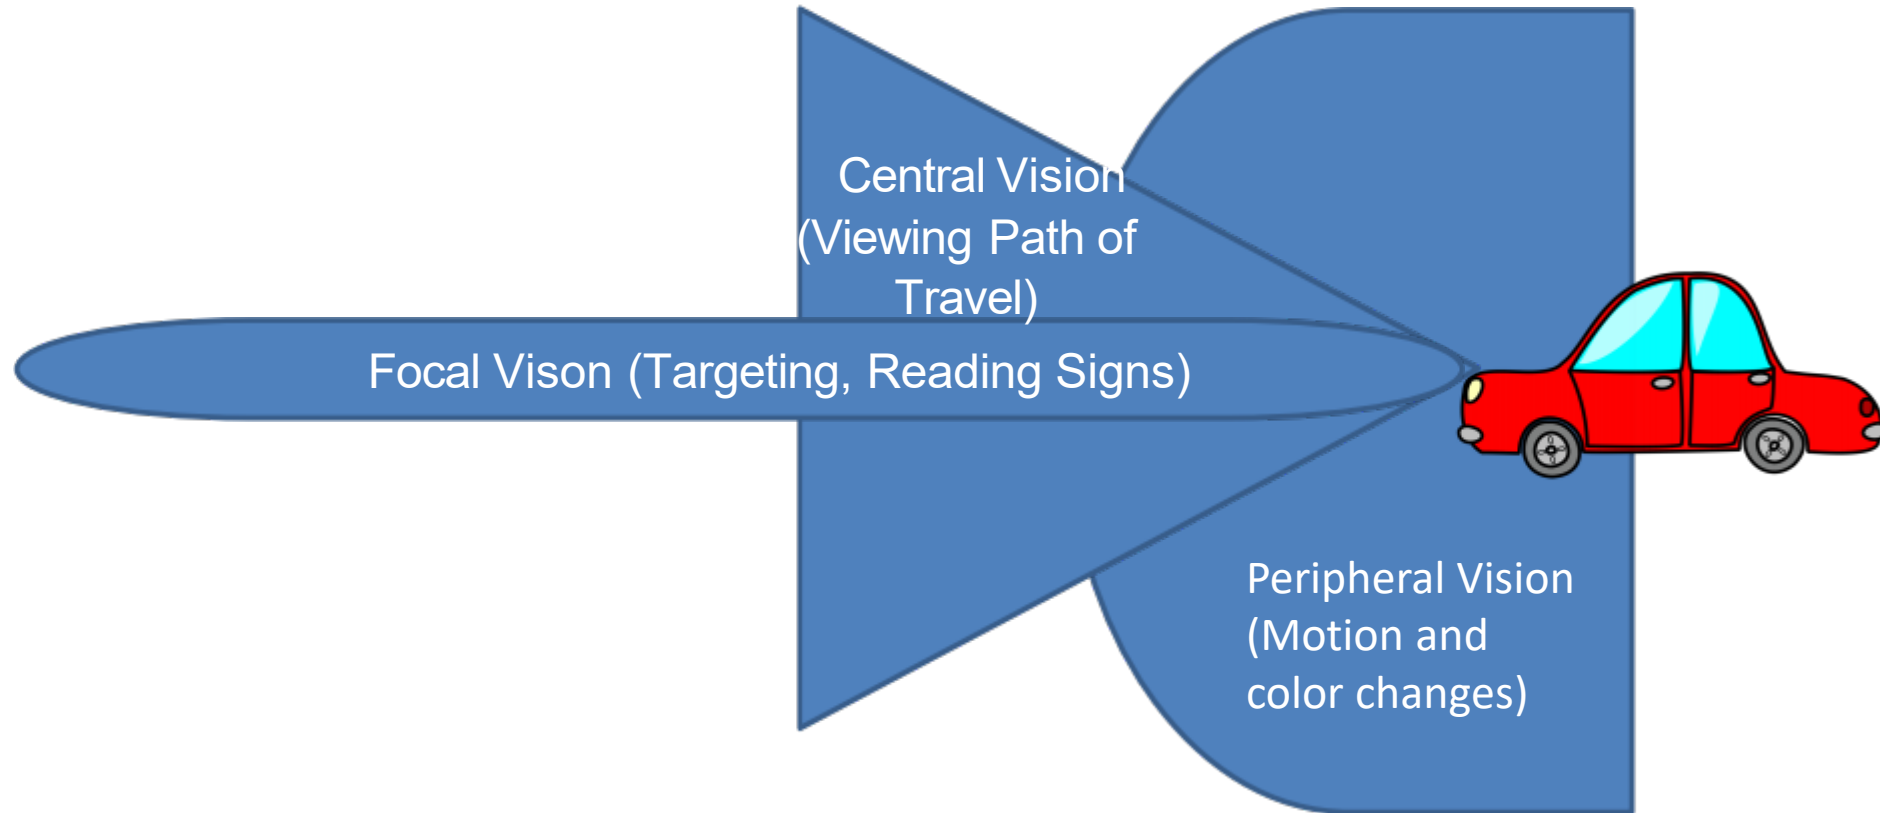 Central Vision
(Viewing Path of
Travel)
Focal Vison (Targeting, Reading Signs)
Peripheral Vision
(Motion and
color changes)